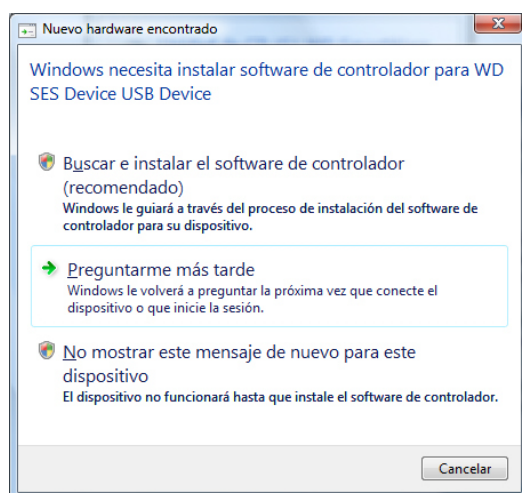 Nuevo hardware encontrado
Windows necesita instalar software de controlador para WD
SES Device USB Device
Buscar e instalar el software de controlador
(recomendado)
Windows le guiará a través del proceso de instalación del software de
controlador para su dispositivo.
Preguntarme más tarde
Windows le volverá a preguntar la próxima vez que conecte el
dispositivo o que inicie la sesión.
No mostrar este mensaje de nuevo para este
dispositivo
El dispositivo no funcionará hasta que instale el software de controlador.
Cancelar